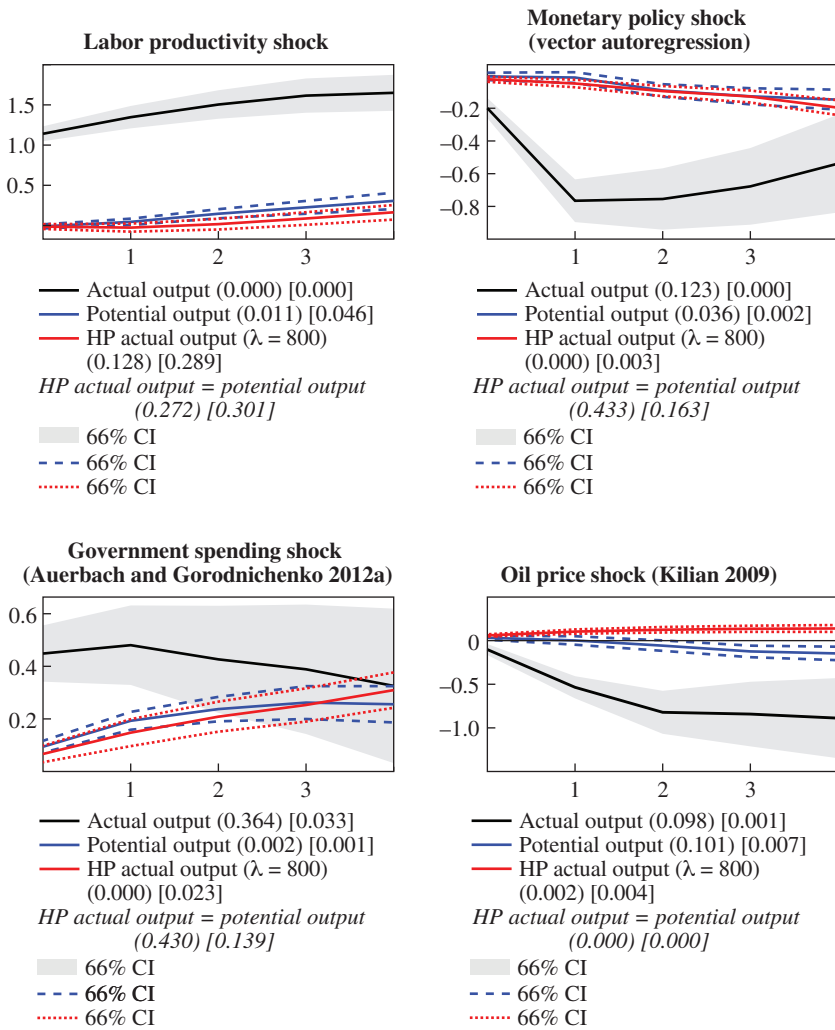 Labor productivity shock
1.5
1.0
0.5
1 2 3
Actual output (0.000) [0.000]
Potential output (0.011) [0.046]
HP actual output (λ = 800)
(0.128) [0.289]
HP actual output = potential output
(0.272) [0.301]
66% CI
66% CI
66% CI
Monetary policy shock
(vector autoregression)
–0.2
–0.4
–0.6
–0.8
1 2 3
Actual output (0.123) [0.000]
Potential output (0.036) [0.002]
HP actual output (λ = 800)
(0.000) [0.003]
HP actual output = potential output
(0.433) [0.163]
66% CI
66% CI
66% CI
Government spending shock
(Auerbach and Gorodnichenko 2012a)
0.6
0.4
0.2
1 2 3
Actual output (0.364) [0.033]
Potential output (0.002) [0.001]
HP actual output (λ = 800)
(0.000) [0.023]
HP actual output = potential output
(0.430) [0.139]
66% CI
66% CI
66% CI
Oil price shock (Kilian 2009)
0
–0.5
–1.0
1 2 3
Actual output (0.098) [0.001]
Potential output (0.101) [0.007]
HP actual output (λ = 800)
(0.002) [0.004]
HP actual output = potential output
(0.000) [0.000]
66% CI
66% CI
66% CI